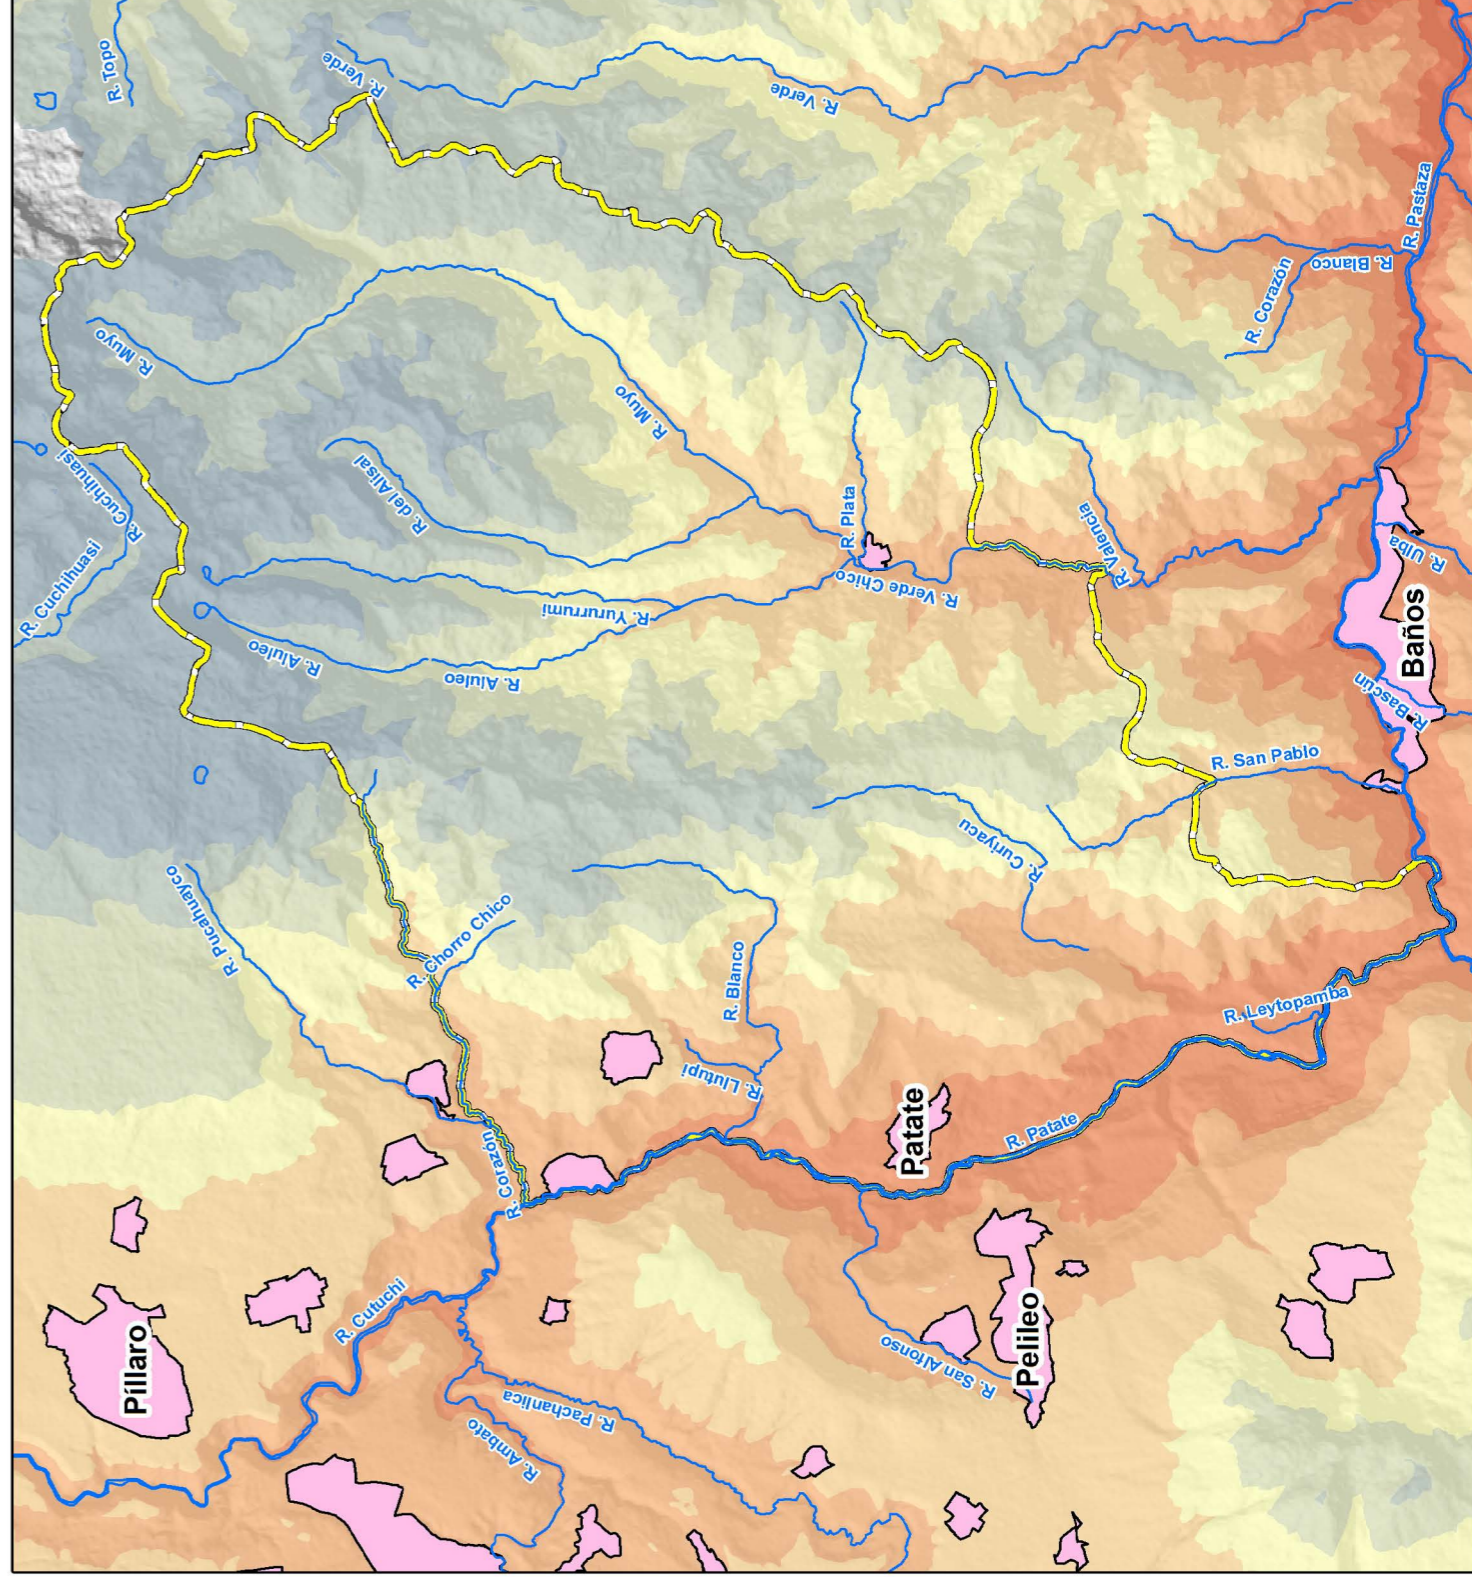 R. Topo
R. Verde
R. Verde
R. Cuchihuasi
R. Cuchihuasi
R. Muyo
R. Muyo
R. del Alisal
R. Aluleo
R. Aluleo
R. Yururrumi
R. Plata
R. Verde Chico
R. Valencia
R. Pastaza
R. Blanco
R. Corazón
R. Ulba
Baños
R. Bascún
R. San Pablo
R. Curiyacu
R. Pucahuayco
R. Chorro Chico
R. Blanco
R. Llutupi
R. Leytopamba
Patate
R. Patate
R. Corazón
R. Cutuchi
Píllaro
R. Pachanlica
R. Ambato
R. San Alfonso
Pelileo